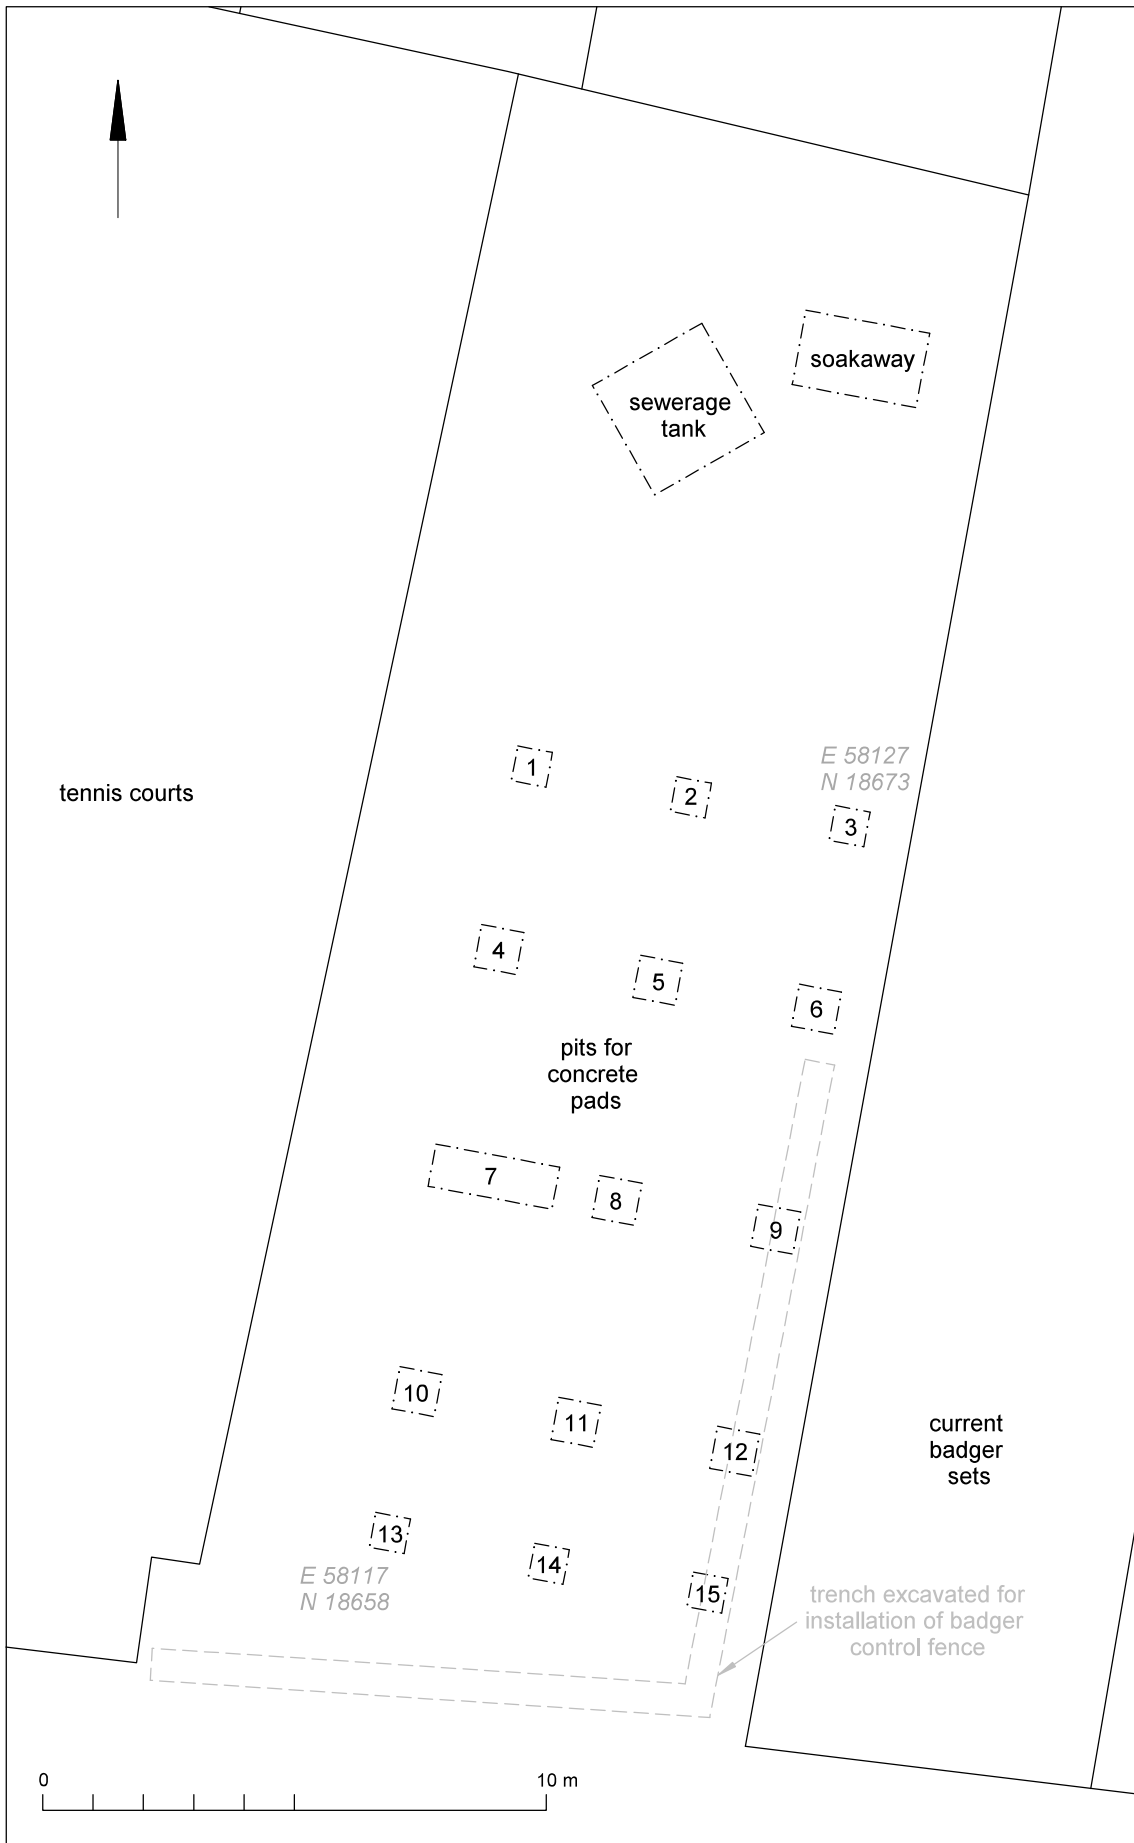 soakaway
sewerage
tank
E 58127
N 18673
tennis courts
1
2
3
4
5
6
pits for
concrete
pads
7
8
9
10
11
12
current
badger
sets
13
14
15
E 58117
N 18658
trench excavated for
installation of badger
control fence
0
10 m